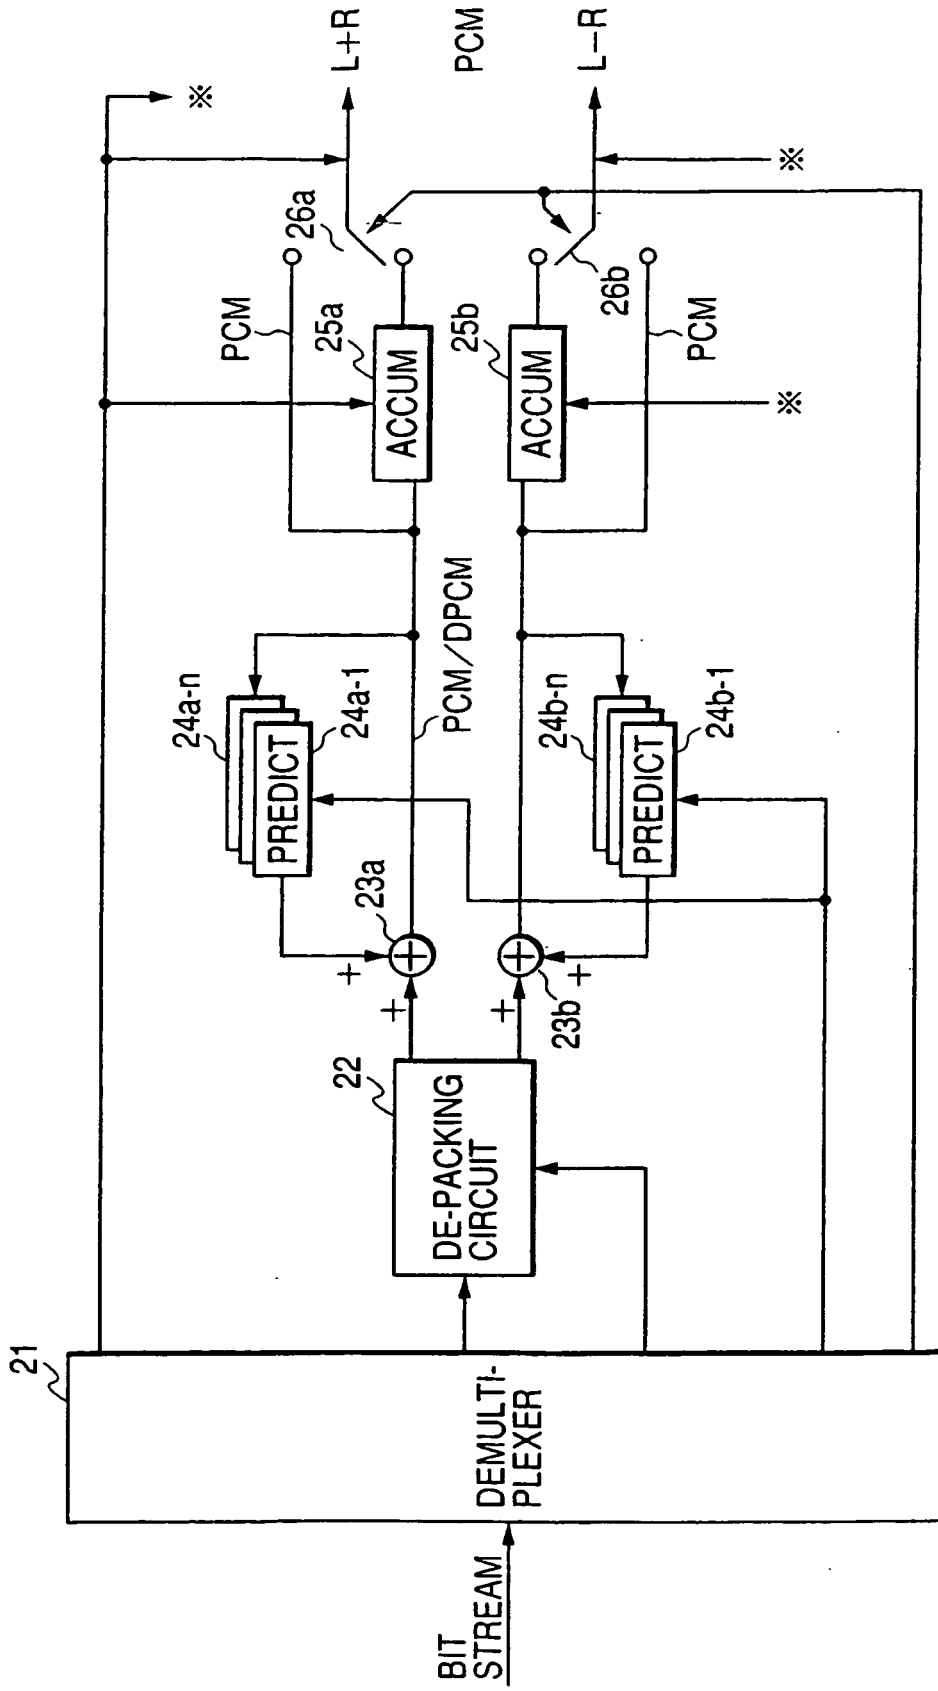 BIT
STREAM
21
DEMULTI-
PLEXER
22
DE-PACKING
CIRCUIT
+
+
+
+
23a
23b
24a-n
PREDICT
24a-1
24b-n
PREDICT
24b-1
PCM/DPCM
PCM
25a
ACCUM
25b
ACCUM
PCM
26a
26b
※
※
※
L+R
PCM
L−R